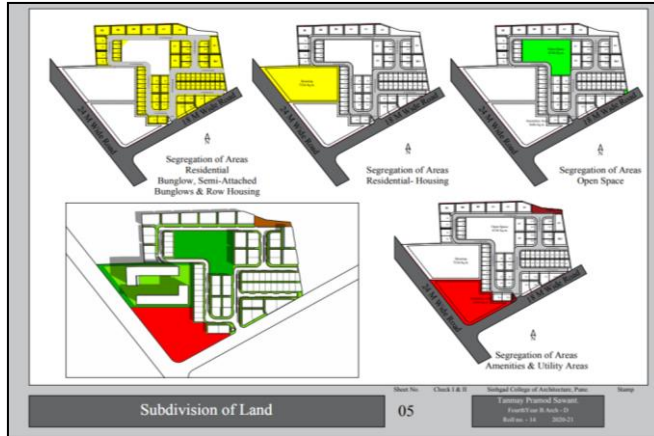 24 M Wide Road
18 M Wide Road
N
Segregation of Areas
Residential
Bunglow, Semi-Attached
Bunglows & Row Housing
24 M Wide Road
18 M Wide Road
N
Segregation of Areas
Residential- Housing
24 M Wide Road
18 M Wide Road
N
Segregation of Areas
Open Space
24 M Wide Road
18 M Wide Road
N
Segregation of Areas
Amenities & Utility Areas
Sheet No. Check I & II Sinhgad College of Architecture, Pune. Stamp
Subdivision of Land
05
Tanmay Pramod Sawant.
FourthYear B.Arch - D
Roll no. - 14 2020-21